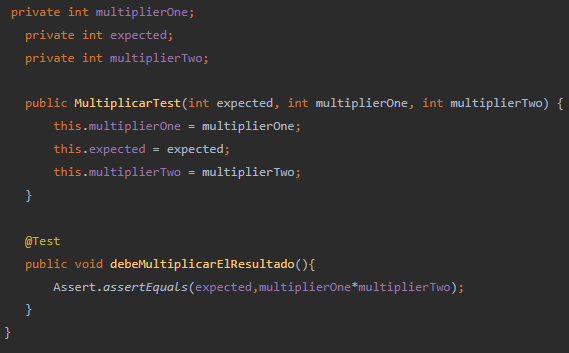 private int multiplierOne;
private int expected;
private int multiplierTwo;
public MultiplicarTest(int expected, int multiplierOne, int multiplierTwo) {
this.multiplierOne = multiplierOne;
this.expected = expected;
this.multiplierTwo = multiplierTwo;
}
@Test
public void debeMultiplicarElResultado(){
Assert.assertEquals(expected,multiplierOne*multiplierTwo);
}
}